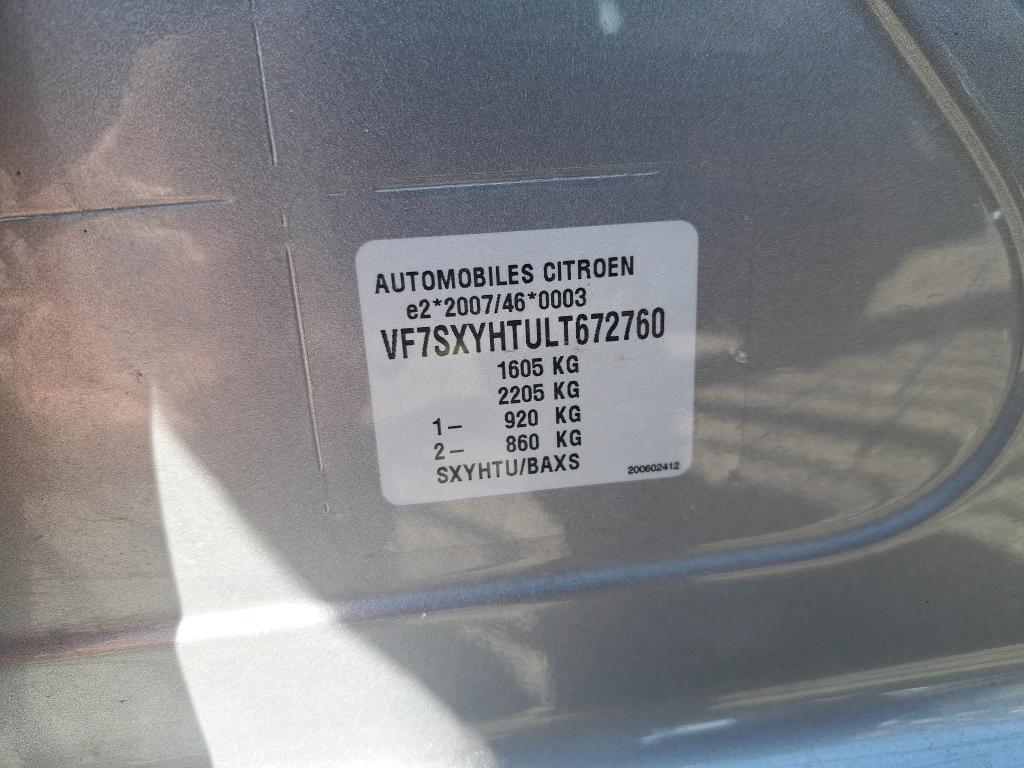 AUTOMOBILES CITROEN
e2*2007/46*0003
VF7SXYHTULT672760
1605 KG
2205 KG
1– 920 KG
2– 860 KG
SXYHTU/BAXS 200602412